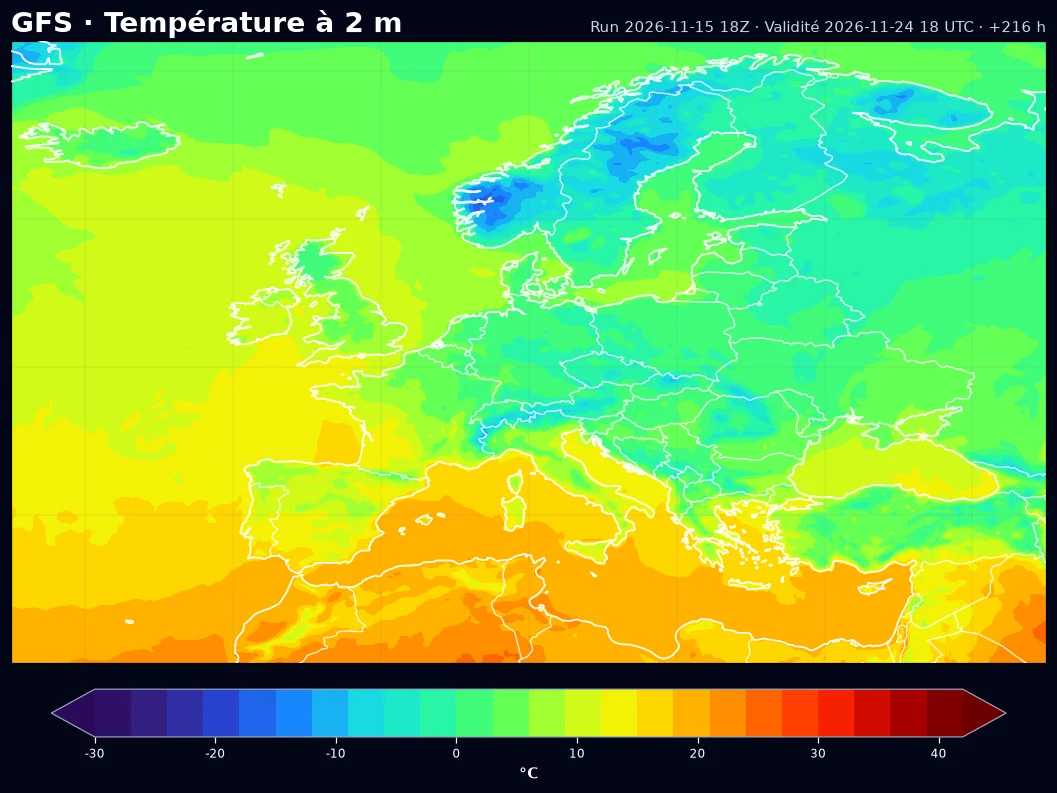 GFS · Température à 2 m
Run 2026-11-15 18Z · Validité 2026-11-24 18 UTC · +216 h
-30 -20 -10 0 10 20 30 40
°C